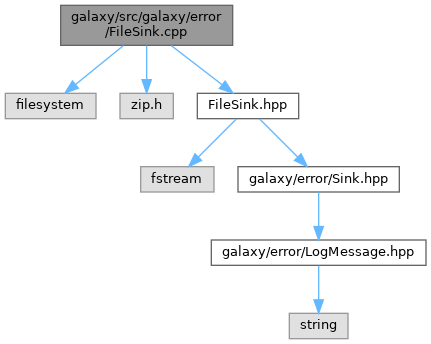 galaxy/src/galaxy/error
/FileSink.cpp
filesystem
zip.h
FileSink.hpp
fstream
galaxy/error/Sink.hpp
galaxy/error/LogMessage.hpp
string